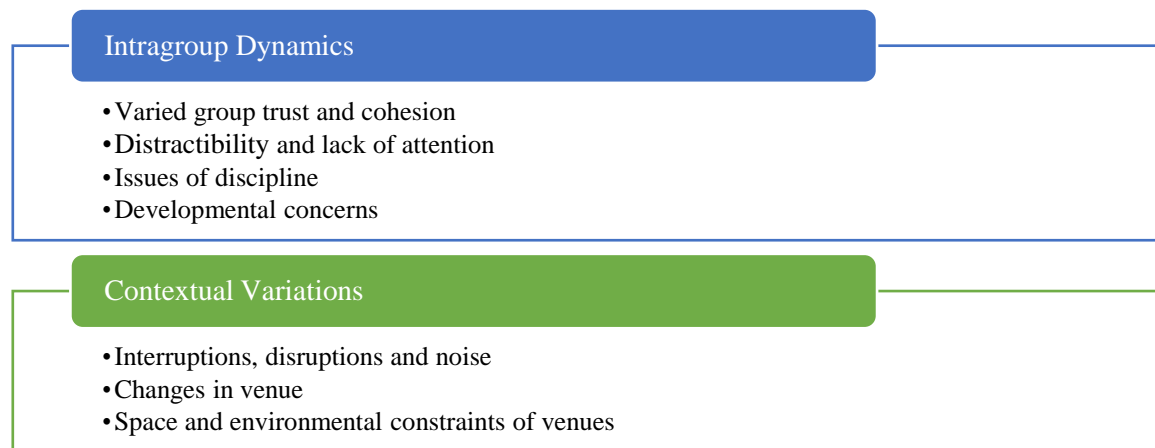 Intragroup Dynamics
•Varied group trust and cohesion
•Distractibility and lack of attention
•Issues of discipline
•Developmental concerns
Contextual Variations
•Interruptions, disruptions and noise
•Changes in venue
•Space and environmental constraints of venues